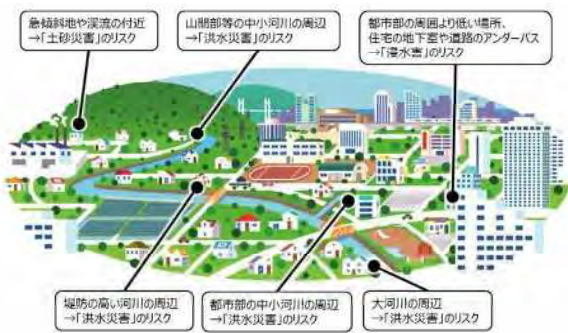 急傾斜地や渓流の付近
→「土砂災害」のリスク
山間部等の中小河川の周辺
→「洪水災害」のリスク
都市部の周囲より低い場所、
住宅の地下室や道路のアンダーパス
→「浸水害」のリスク
堤防の高い河川の周辺
→「洪水災害」のリスク
都市部の中小河川の周辺
→「洪水災害」のリスク
大河川の周辺
→「洪水災害」のリスク